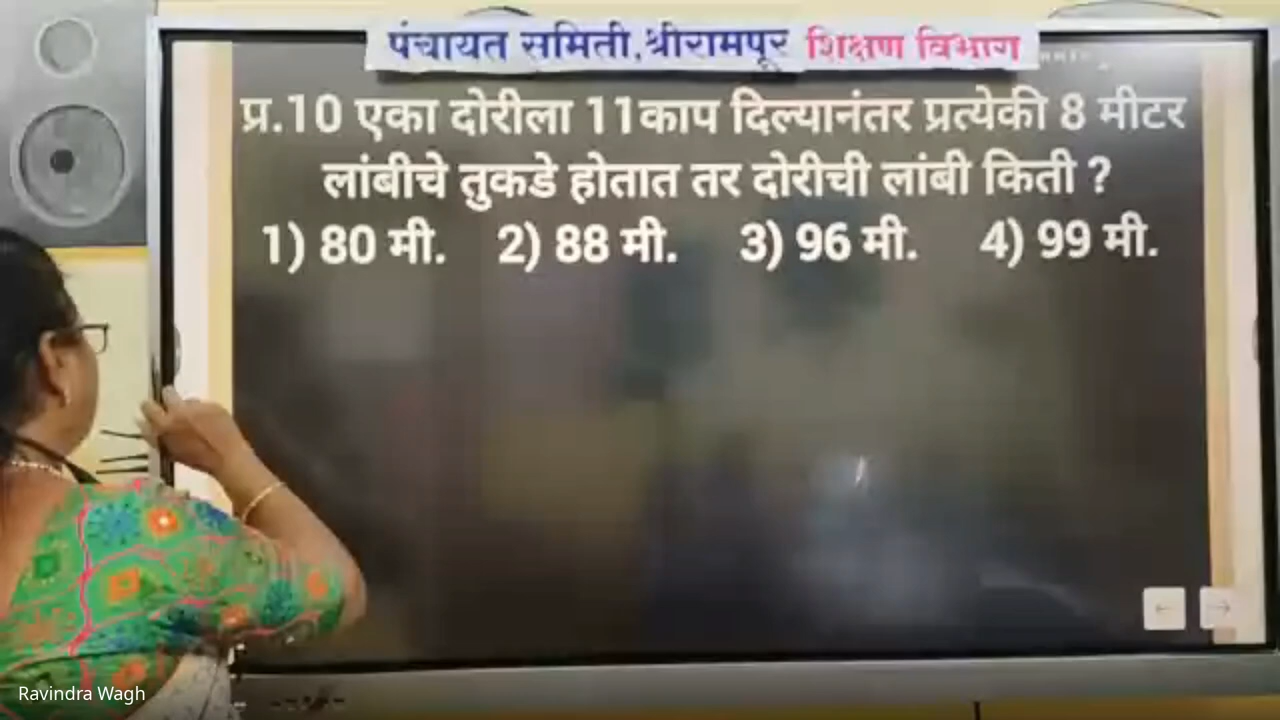 पंचायत समिती,श्रीरामपूर शिक्षण विभाग
प्र.10 एका दोरीला 11काप दिल्यानंतर प्रत्येकी 8 मीटर
लांबीचे तुकडे होतात तर दोरीची लांबी किती ?
1) 80 मी. 2) 88 मी. 3) 96 मी. 4) 99 मी.
Ravindra Wagh